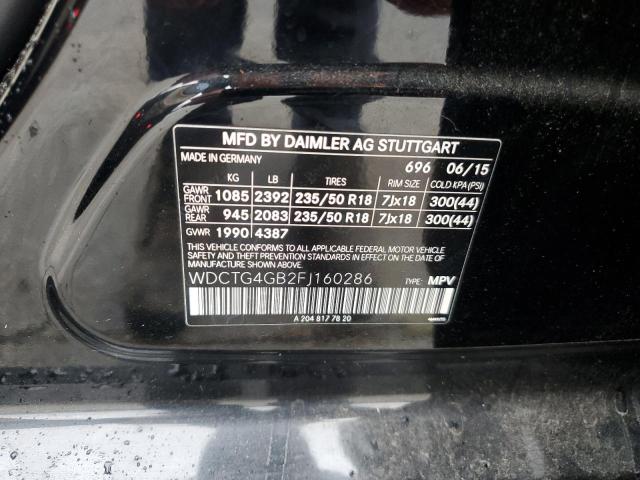 MFD BY DAIMLER AG STUTTGART
MADE IN GERMANY 696 06/15
KG LB TIRES RIM SIZE COLD KPA (PSI)
GAWR FRONT 1085 2392 235/50 R18 7Jx18 300(44)
GAWR REAR 945 2083 235/50 R18 7Jx18 300(44)
GVWR 1990 4387
THIS VEHICLE CONFORMS TO ALL APPLICABLE FEDERAL MOTOR VEHICLE
SAFETY, BUMPER, AND THEFT PREVENTION STANDARDS IN EFFECT
ON THE DATE OF MANUFACTURE SHOWN ABOVE.
WDCTG4GB2FJ160286 TYPE: MPV
A 204 817 78 20